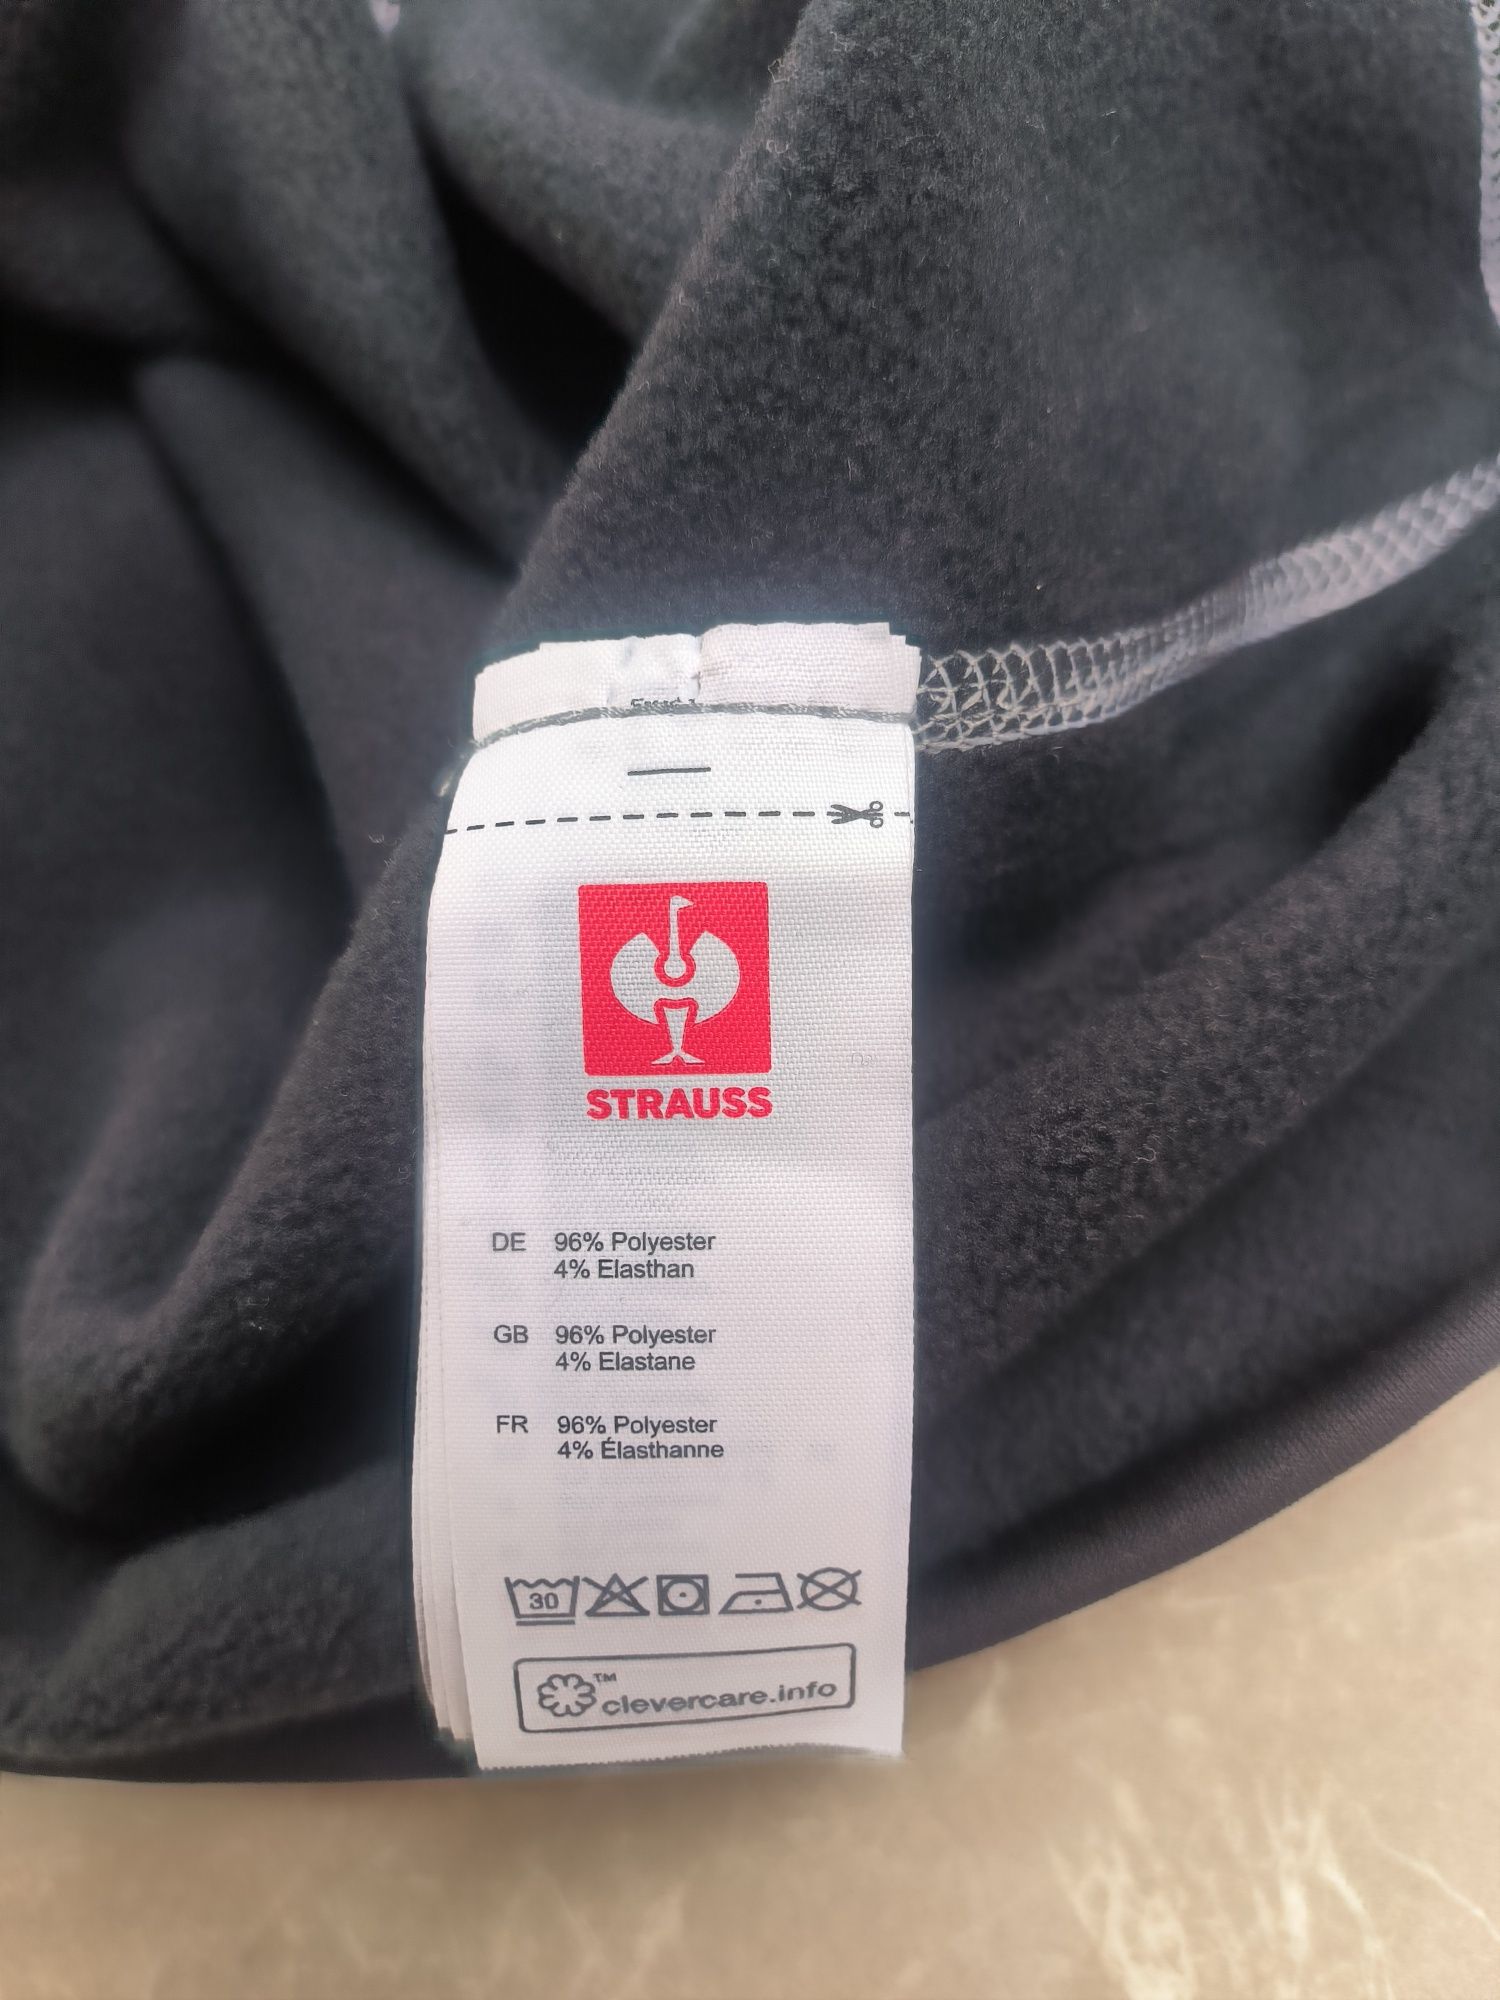 STRAUSS
DE 96% Polyester
4% Elasthan
GB 96% Polyester
4% Elastane
FR 96% Polyester
4% Élasthanne
30
™ clevercare.info